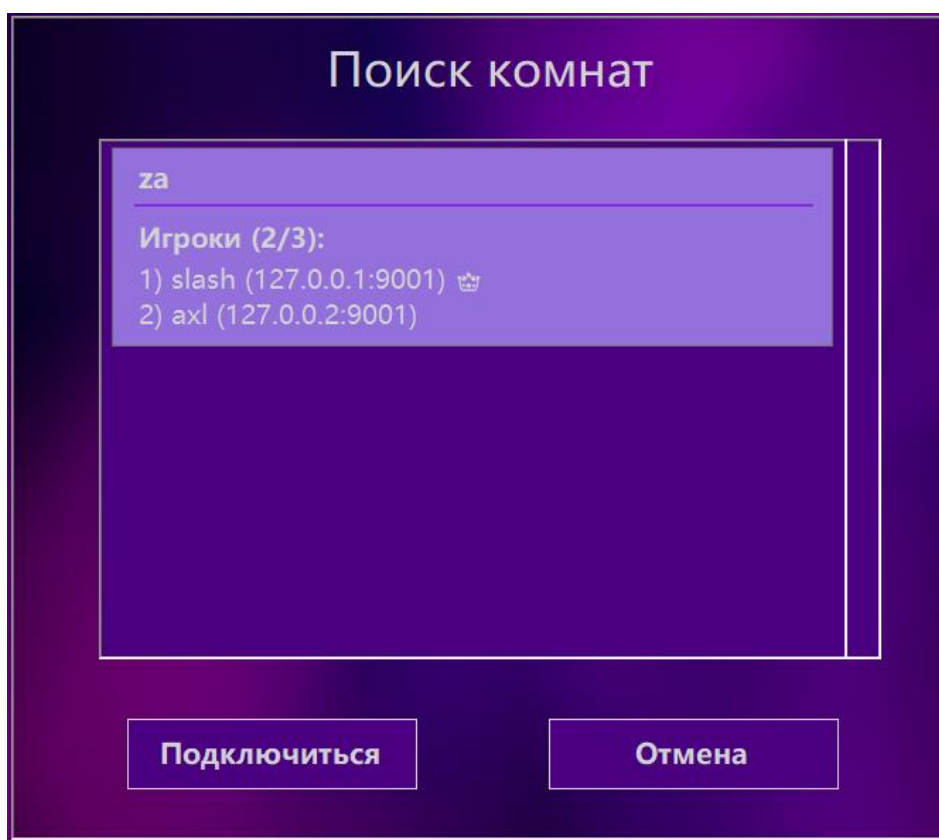 Поиск комнат
za
Игроки (2/3):
1) slash (127.0.0.1:9001)
2) axl (127.0.0.2:9001)
Подключиться
Отмена